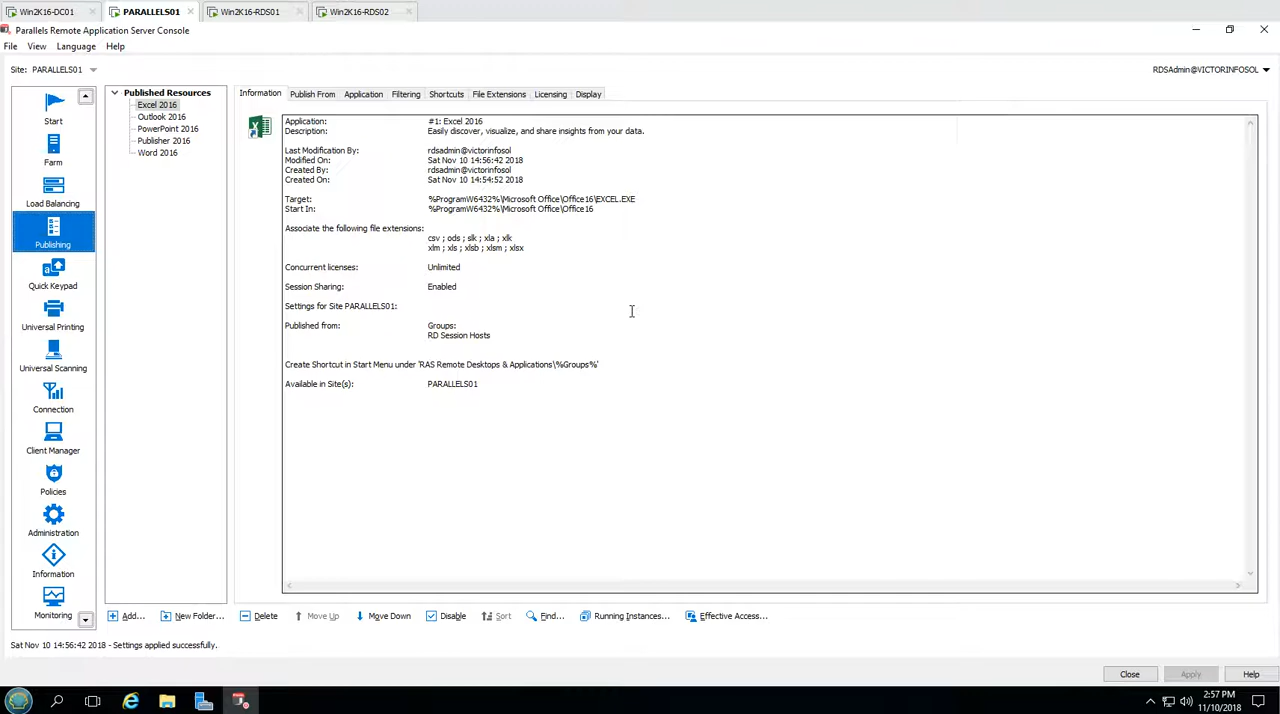 Win2K16-DC01
PARALLELS01
Win2K16-RDS01
Win2K16-RDS02
Parallels Remote Application Server Console
File View Language Help
Site: PARALLELS01
RDSAdmin@VICTORINFOSOL
Start
Farm
Load Balancing
Publishing
Quick Keypad
Universal Printing
Universal Scanning
Connection
Client Manager
Policies
Administration
Information
Monitoring
Published Resources
Excel 2016
Outlook 2016
PowerPoint 2016
Publisher 2016
Word 2016
Information Publish From Application Filtering Shortcuts File Extensions Licensing Display
Application: #1: Excel 2016
Description: Easily discover, visualize, and share insights from your data.
Last Modification By: rdsadmin@victorinfosol
Modified On: Sat Nov 10 14:56:42 2018
Created By: rdsadmin@victorinfosol
Created On: Sat Nov 10 14:54:52 2018
Target: %ProgramW6432%\Microsoft Office\Office16\EXCEL.EXE
Start In: %ProgramW6432%\Microsoft Office\Office16
Associate the following file extensions:
csv ; ods ; slk ; xla ; xlk
xlm ; xls ; xlsb ; xlsm ; xlsx
Concurrent licenses: Unlimited
Session Sharing: Enabled
Settings for Site PARALLELS01:
Published from: Groups:
RD Session Hosts
Create Shortcut in Start Menu under 'RAS Remote Desktops & Applications\%Groups%'
Available in Site(s): PARALLELS01
Add... New Folder... Delete Move Up Move Down Disable Sort Find... Running Instances... Effective Access...
Sat Nov 10 14:56:42 2018 - Settings applied successfully.
Close Apply Help
2:57 PM
11/10/2018